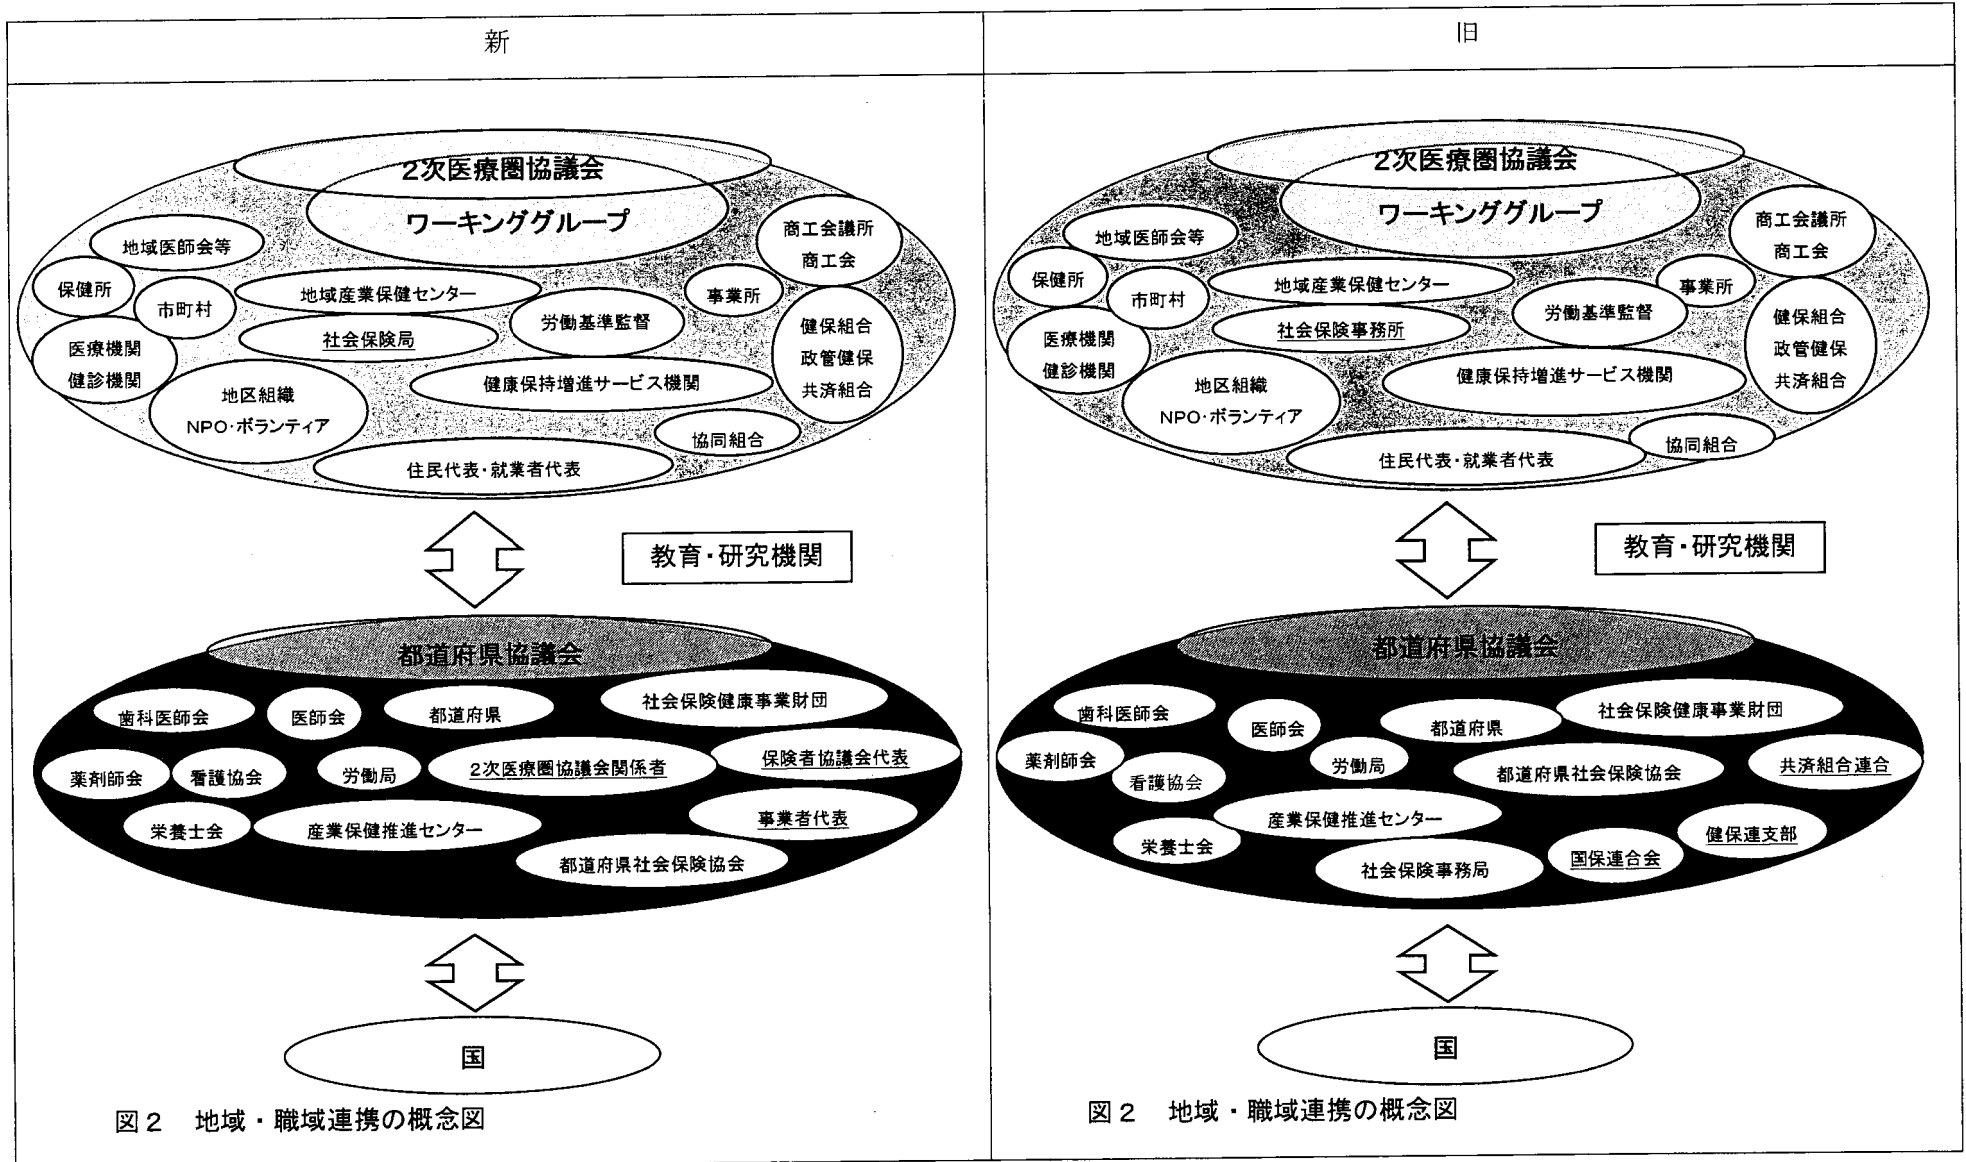 新
2次医療圏協議会
ワーキンググループ
地域医師会等
商工会議所
商工会
保健所
市町村
地域産業保健センター
事業所
労働基準監督
社会保険局
医療機関
健診機関
健保組合
政管健保
共済組合
地区組織
NPO・ボランティア
健康保持増進サービス機関
協同組合
住民代表・就業者代表
教育・研究機関
都道府県協議会
歯科医師会
医師会
都道府県
社会保険健康事業財団
薬剤師会
看護協会
労働局
2次医療圏協議会関係者
保険者協議会代表
栄養士会
産業保健推進センター
事業者代表
都道府県社会保険協会
国
図2 地域・職域連携の概念図
旧
2次医療圏協議会
ワーキンググループ
地域医師会等
商工会議所
商工会
保健所
市町村
地域産業保健センター
事業所
労働基準監督
社会保険事務所
医療機関
健診機関
健保組合
政管健保
共済組合
地区組織
NPO・ボランティア
健康保持増進サービス機関
協同組合
住民代表・就業者代表
教育・研究機関
都道府県協議会
歯科医師会
医師会
都道府県
社会保険健康事業財団
薬剤師会
看護協会
労働局
都道府県社会保険協会
共済組合連合
産業保健推進センター
栄養士会
社会保険事務局
国保連合会
健保連支部
国
図2 地域・職域連携の概念図